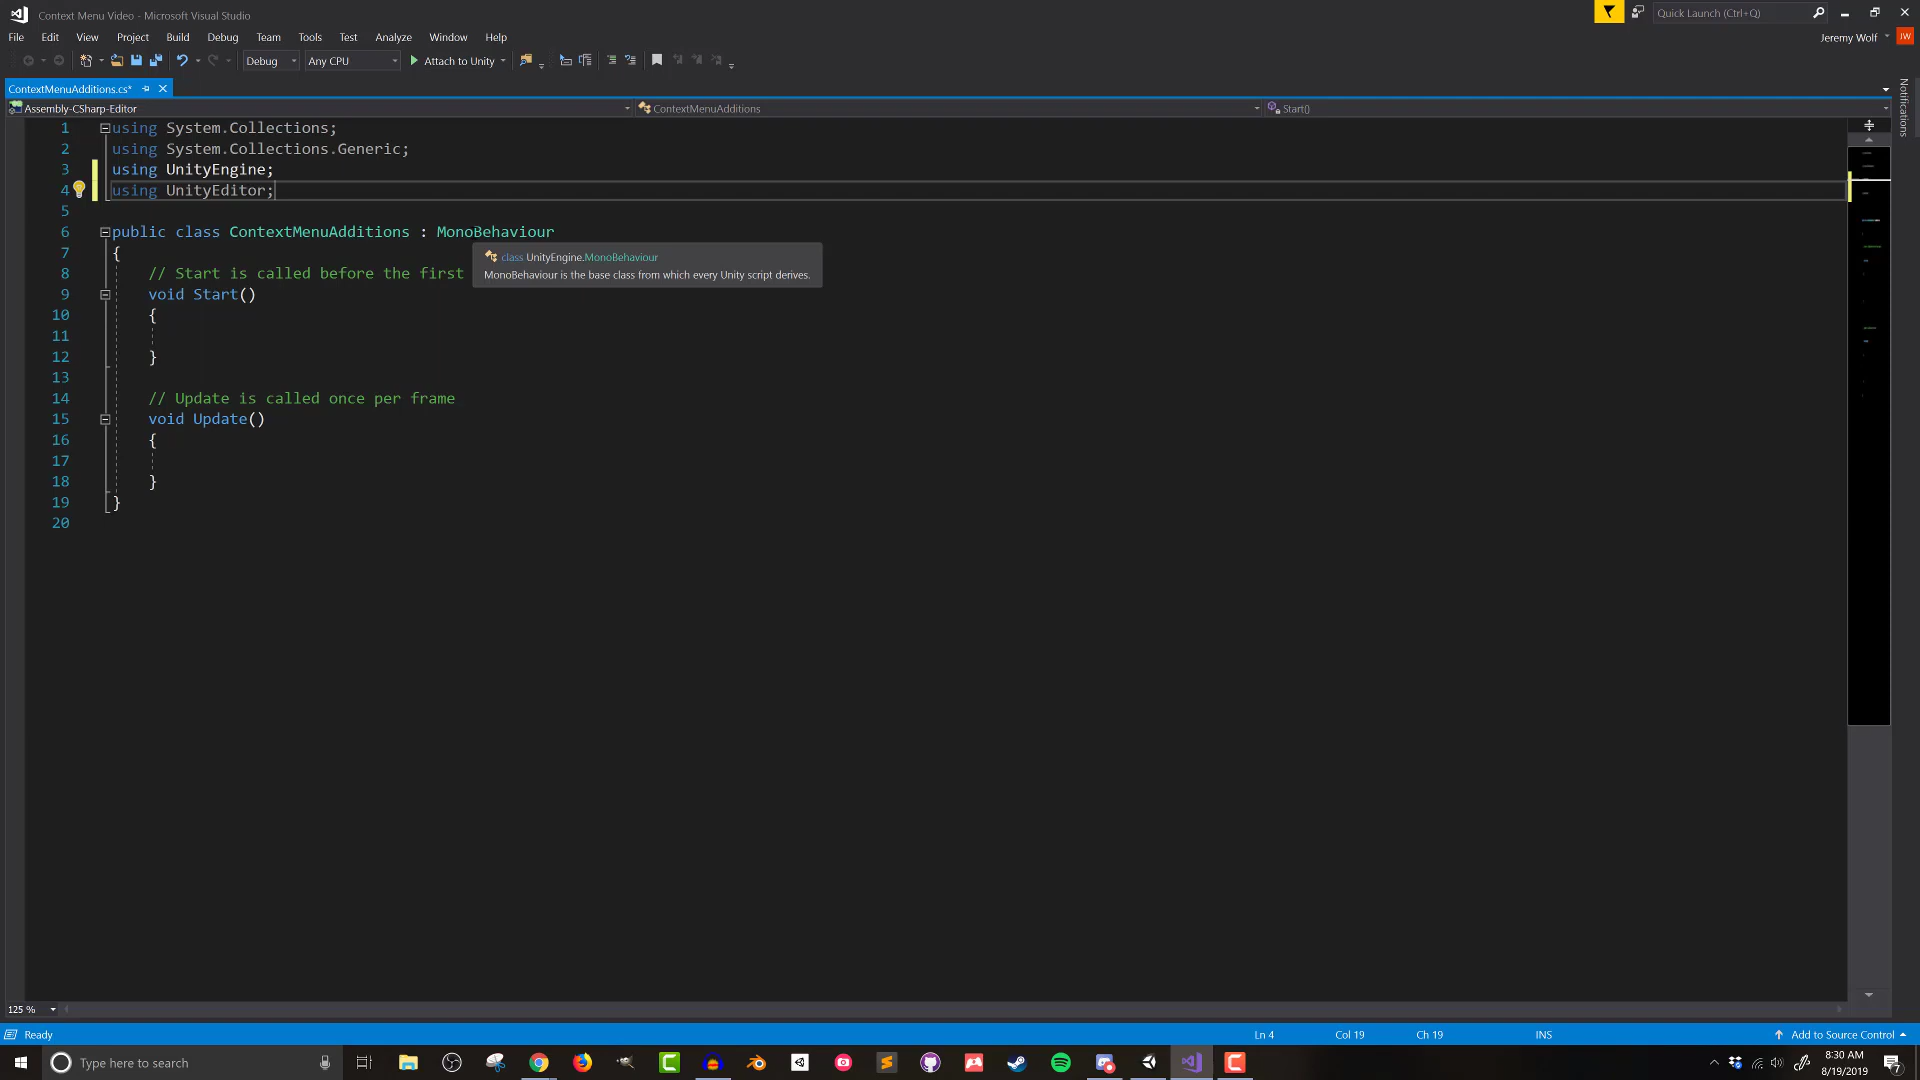 Context Menu Video - Microsoft Visual Studio
Quick Launch (Ctrl+Q)
File Edit View Project Build Debug Team Tools Test Analyze Window Help
Jeremy Wolf JW
Debug Any CPU Attach to Unity
ContextMenuAdditions.cs*
Notifications
Assembly-CSharp-Editor ContextMenuAdditions Start()
1 using System.Collections;
2 using System.Collections.Generic;
3 using UnityEngine;
4 using UnityEditor;
5
6 public class ContextMenuAdditions : MonoBehaviour
7 {
class UnityEngine.MonoBehaviour
8 // Start is called before the first
MonoBehaviour is the base class from which every Unity script derives.
9 void Start()
10 {
11
12 }
13
14 // Update is called once per frame
15 void Update()
16 {
17
18 }
19 }
20
125 %
Ready Ln 4 Col 19 Ch 19 INS Add to Source Control
Type here to search
8:30 AM
8/19/2019
7